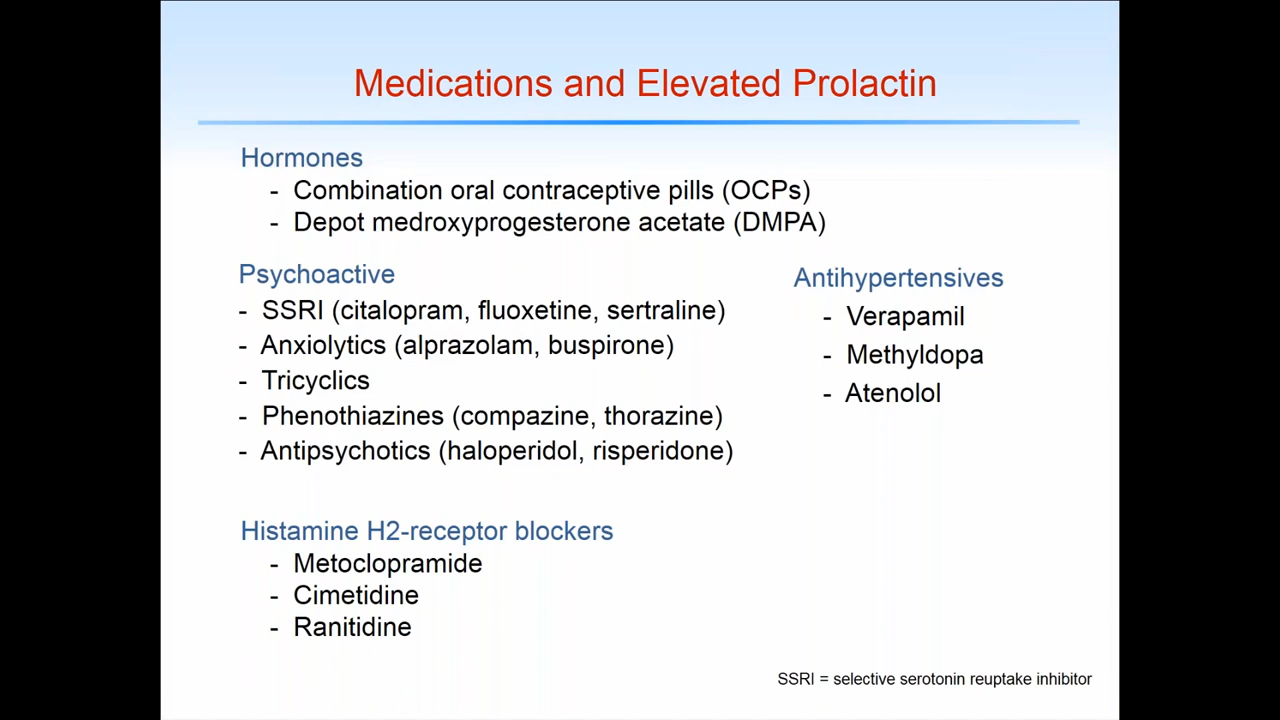 Medications and Elevated Prolactin
Hormones
- Combination oral contraceptive pills (OCPs)
- Depot medroxyprogesterone acetate (DMPA)
Psychoactive
- SSRI (citalopram, fluoxetine, sertraline)
- Anxiolytics (alprazolam, buspirone)
- Tricyclics
- Phenothiazines (compazine, thorazine)
- Antipsychotics (haloperidol, risperidone)
Antihypertensives
- Verapamil
- Methyldopa
- Atenolol
Histamine H2-receptor blockers
- Metoclopramide
- Cimetidine
- Ranitidine
SSRI = selective serotonin reuptake inhibitor